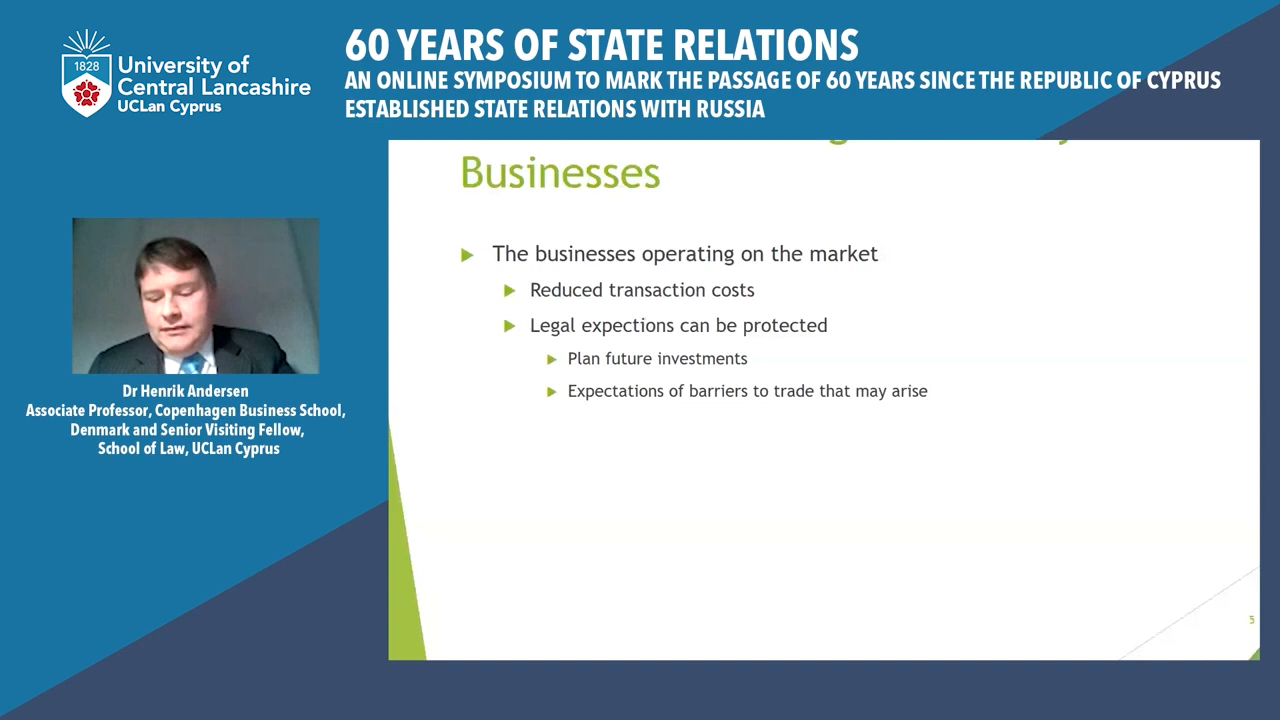 1828
University of
Central Lancashire
UCLan Cyprus
60 YEARS OF STATE RELATIONS
AN ONLINE SYMPOSIUM TO MARK THE PASSAGE OF 60 YEARS SINCE THE REPUBLIC OF CYPRUS
ESTABLISHED STATE RELATIONS WITH RUSSIA
Dr Henrik Andersen
Associate Professor, Copenhagen Business School,
Denmark and Senior Visiting Fellow,
School of Law, UCLan Cyprus
Businesses
The businesses operating on the market
Reduced transaction costs
Legal expections can be protected
Plan future investments
Expectations of barriers to trade that may arise
5